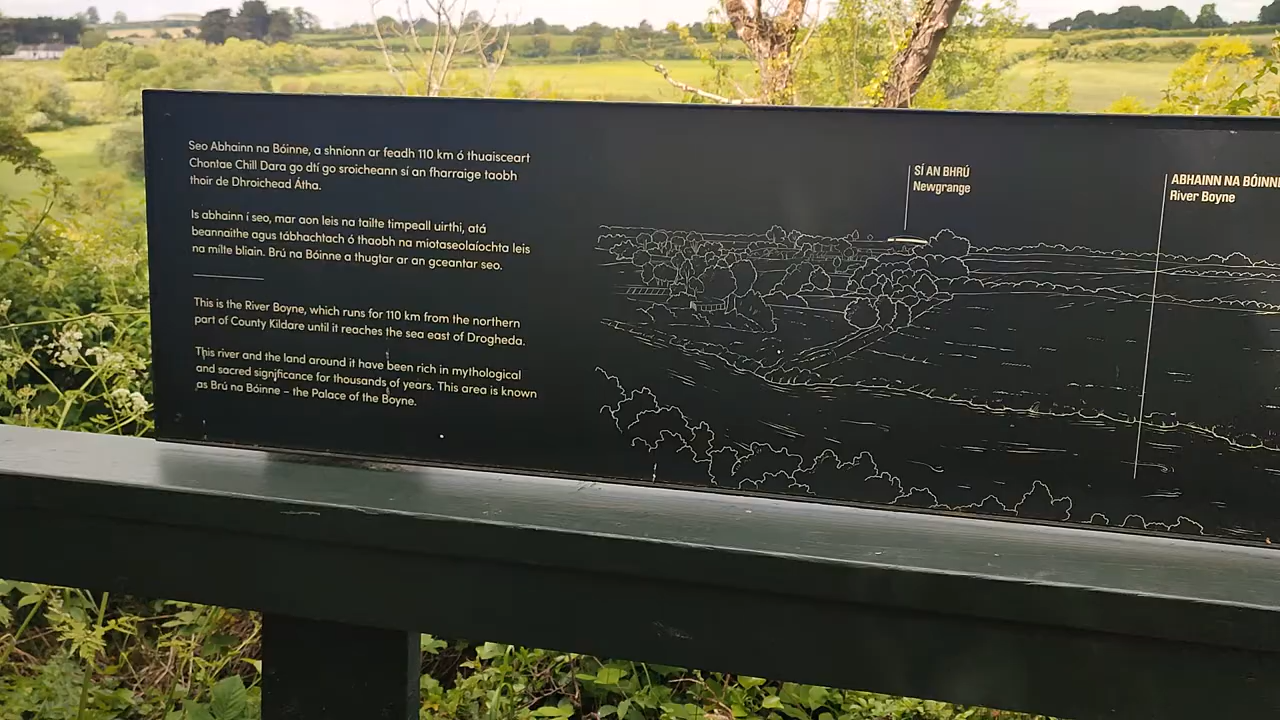 Seo Abhainn na Bóinne, a shníonn ar feadh 110 km ó thuaisceart
Chontae Chill Dara go dtí go sroicheann sí an fharraige taobh
thoir de Dhroichead Átha.
Is abhainn í seo, mar aon leis na tailte timpeall uirthi, atá
beannaithe agus tábhachtach ó thaobh na miotaseolaíochta leis
na mílte bliain. Brú na Bóinne a thugtar ar an gceantar seo.
This is the River Boyne, which runs for 110 km from the northern
part of County Kildare until it reaches the sea east of Drogheda.
This river and the land around it have been rich in mythological
and sacred significance for thousands of years. This area is known
as Brú na Bóinne – the Palace of the Boyne.
SÍ AN BHRÚ
Newgrange
ABHAINN NA BÓINNE
River Boyne